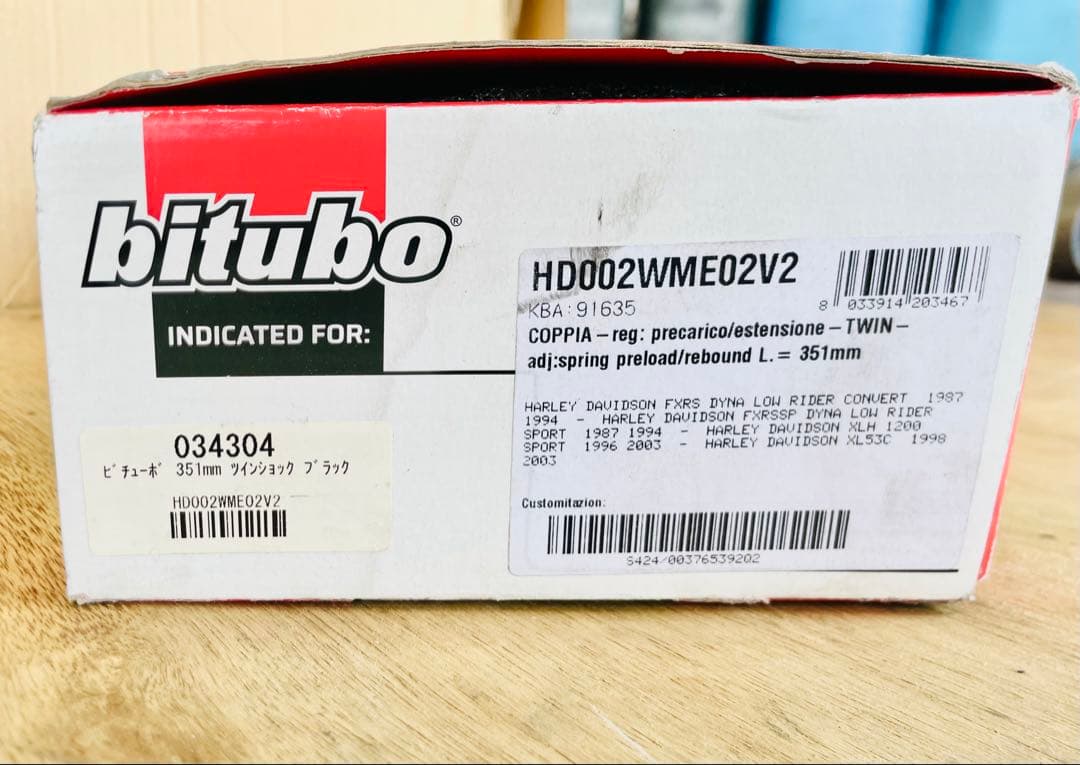 bitubo®
INDICATED FOR:
HD002WME02V2
8 033914 203467
KBA: 91635
COPPIA – reg: precarico/estensione – TWIN –
adj:spring preload/rebound L. = 351mm
HARLEY DAVIDSON FXRS DYNA LOW RIDER CONVERT 1987
1994 - HARLEY DAVIDSON FXRSSP DYNA LOW RIDER
SPORT 1987 1994 - HARLEY DAVIDSON XLH 1200
SPORT 1996 2003 - HARLEY DAVIDSON XL53C 1998
2003
Customitazion:
S424/00376539202
034304
ビチューボ 351mm ツインショック ブラック
HD002WME02V2